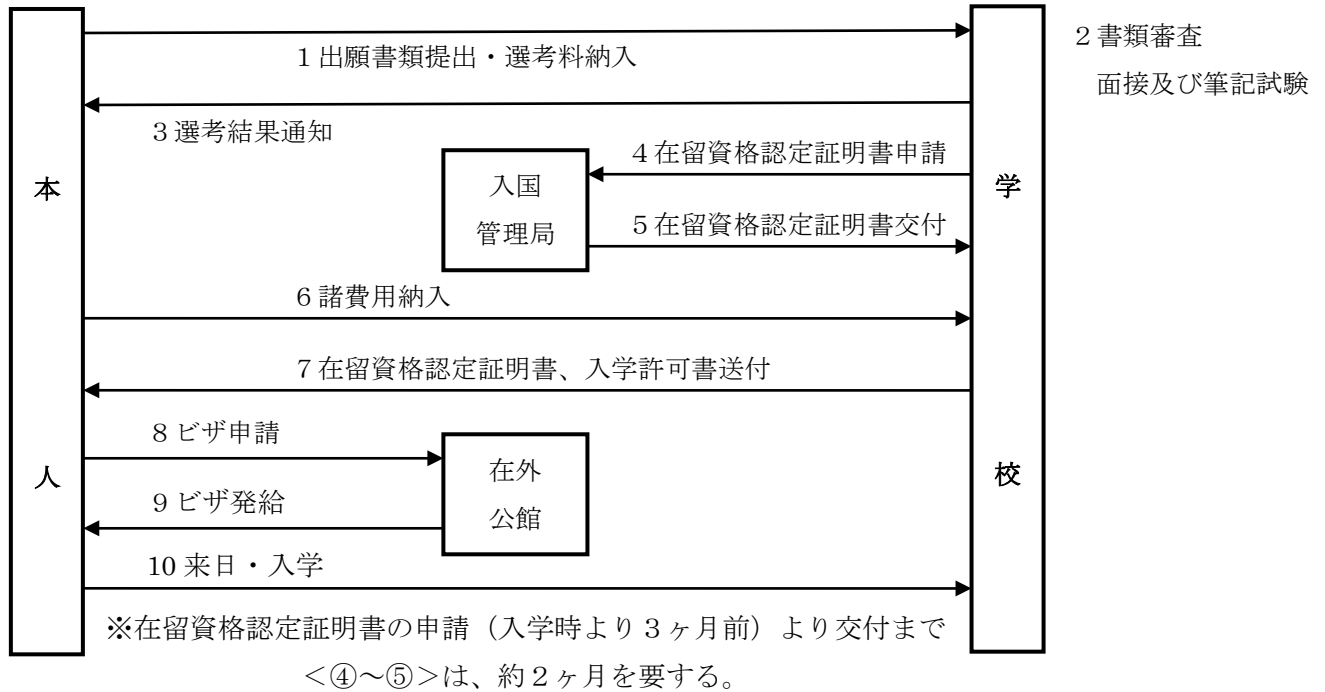 1出願書類提出・選考料納入
2書類審査
面接及び筆記試験
3選考結果通知
4在留資格認定証明書申請
入国
管理局
5在留資格認定証明書交付
本人
学校
6諸費用納入
7在留資格認定証明書、入学許可書送付
8ビザ申請
在外
公館
9ビザ発給
10来日・入学
※在留資格認定証明書の申請（入学時より3ヶ月前）より交付まで
＜④～⑤＞は、約2ヶ月を要する。